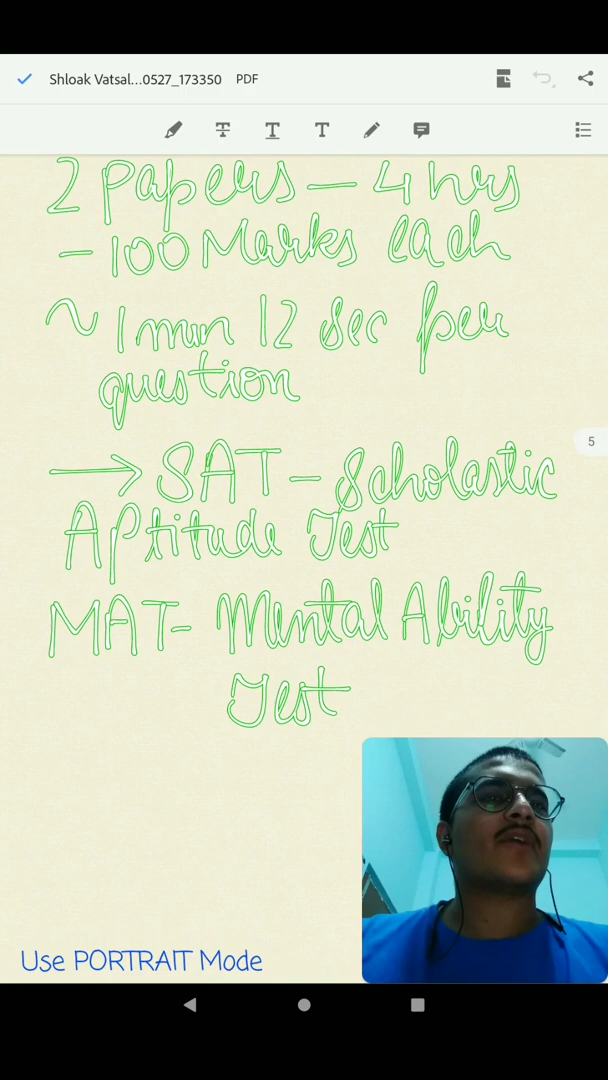 Shloak Vatsal...0527_173350 PDF
2 Papers — 4 hrs
- 100 Marks each
~ 1 min 12 sec per
question
5
→ SAT - Scholastic
Aptitude Test
MAT- Mental Ability
Test
Use PORTRAIT Mode